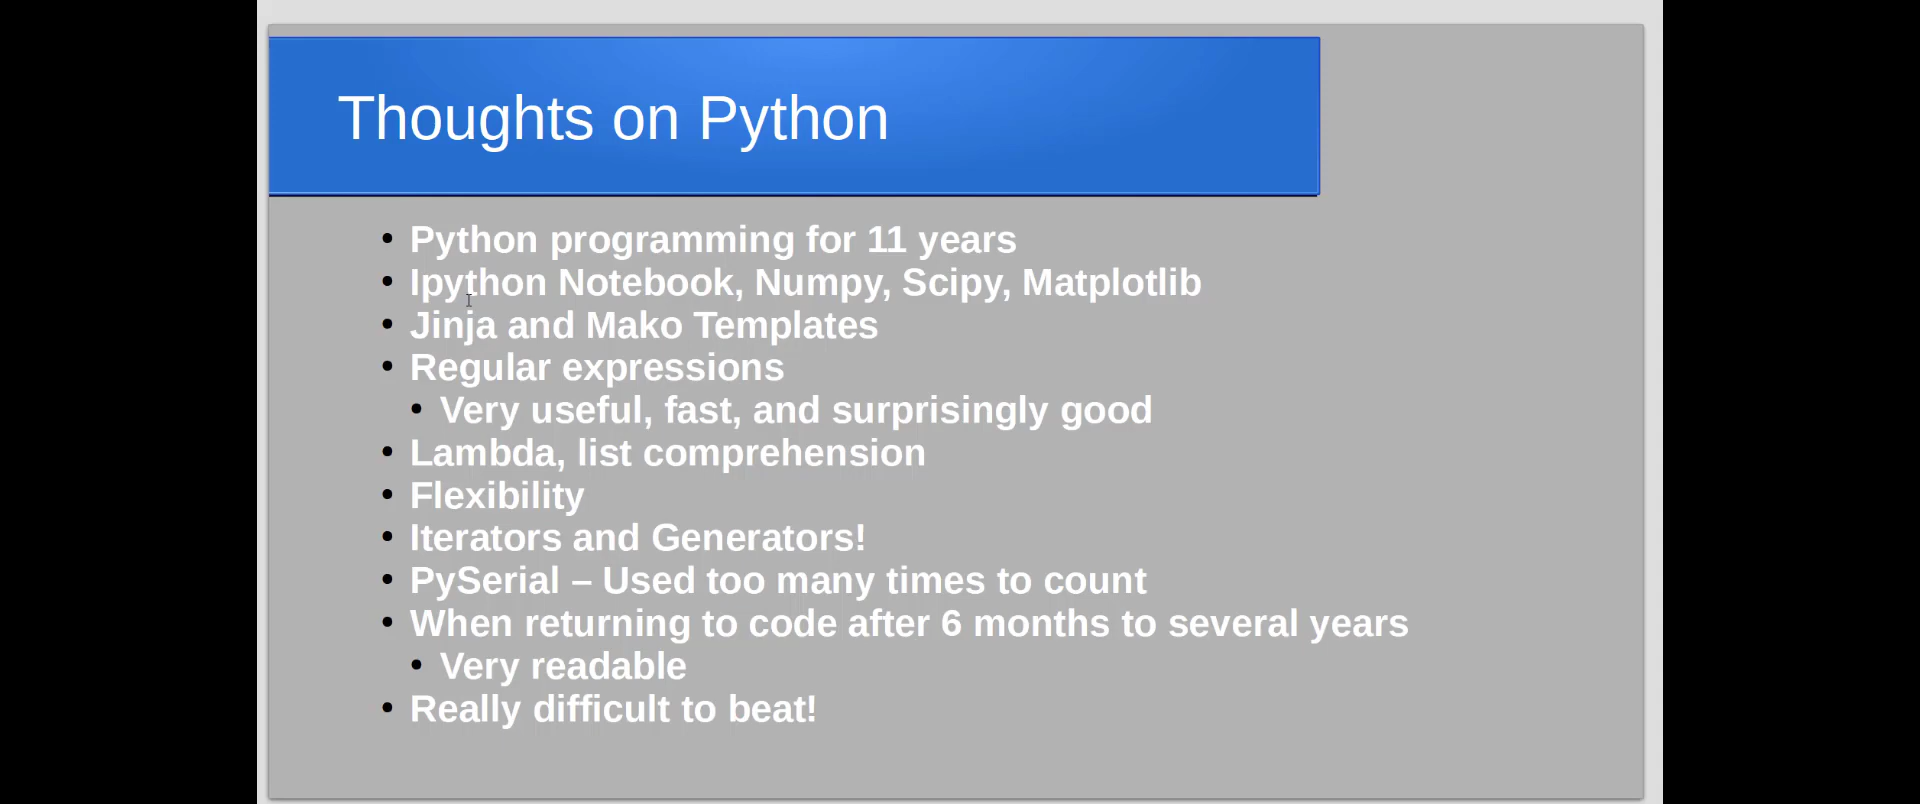 Thoughts on Python
• Python programming for 11 years
• Ipython Notebook, Numpy, Scipy, Matplotlib
• Jinja and Mako Templates
• Regular expressions
• Very useful, fast, and surprisingly good
• Lambda, list comprehension
• Flexibility
• Iterators and Generators!
• PySerial – Used too many times to count
• When returning to code after 6 months to several years
• Very readable
• Really difficult to beat!